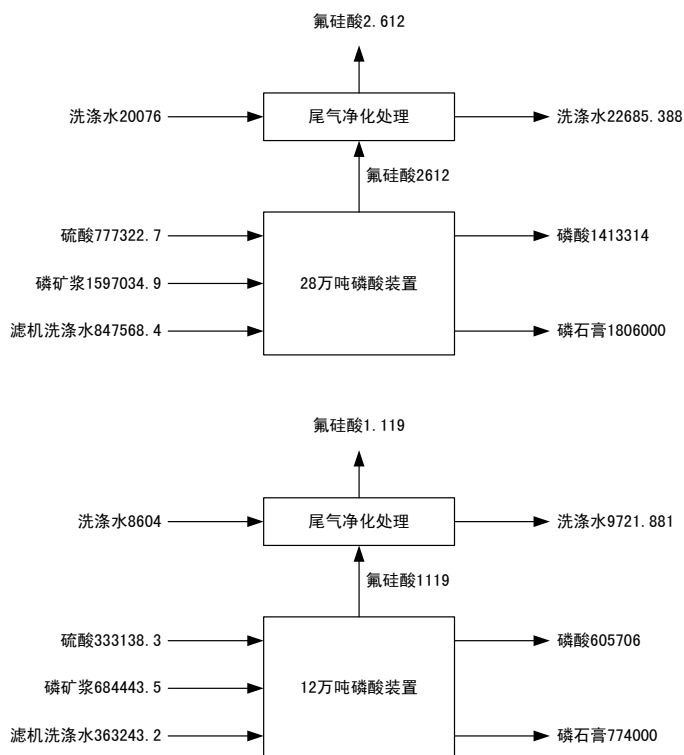 氟硅酸2.612
洗涤水20076
尾气净化处理
洗涤水22685.388
氟硅酸2612
硫酸777322.7
磷酸1413314
磷矿浆1597034.9
28万吨磷酸装置
滤机洗涤水847568.4
磷石膏1806000
氟硅酸1.119
洗涤水8604
尾气净化处理
洗涤水9721.881
氟硅酸1119
硫酸333138.3
磷酸605706
磷矿浆684443.5
12万吨磷酸装置
滤机洗涤水363243.2
磷石膏774000